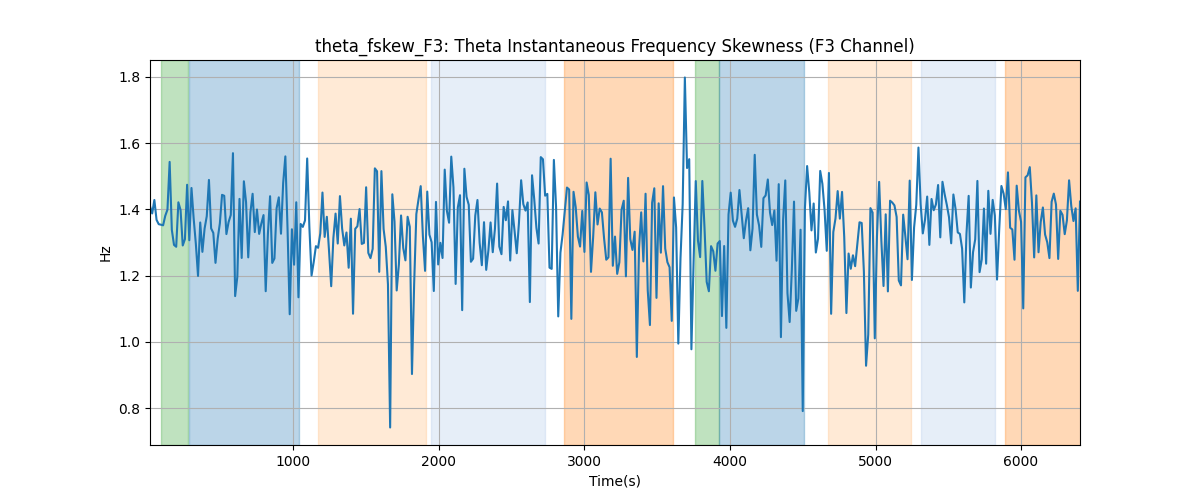 theta_fskew_F3: Theta Instantaneous Frequency Skewness (F3 Channel)
1.8
1.6
1.4
1.2
1.0
0.8
Hz
1000 2000 3000 4000 5000 6000
Time(s)